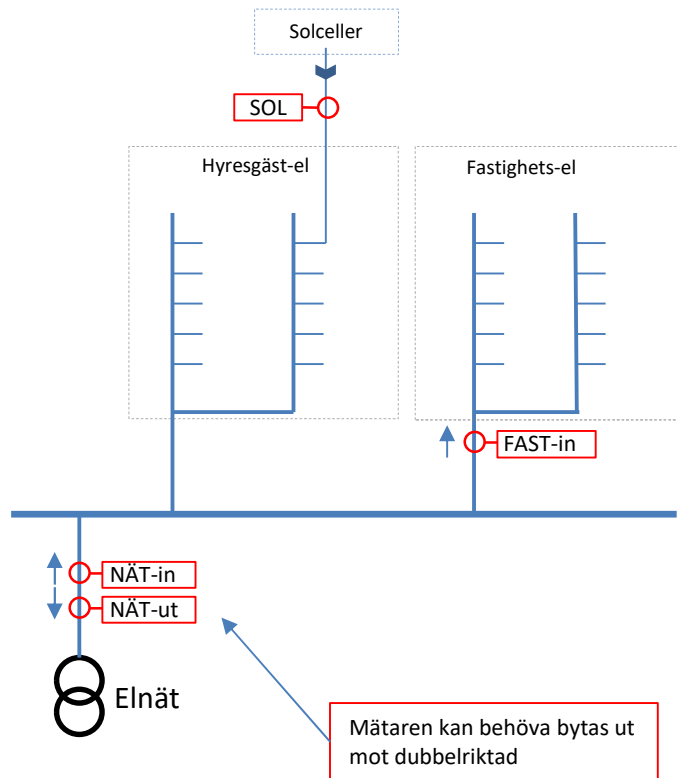 Solceller
SOL
Hyresgäst-el
Fastighets-el
FAST-in
NÄT-in
NÄT-ut
Elnät
Mätaren kan behöva bytas ut
mot dubbelriktad